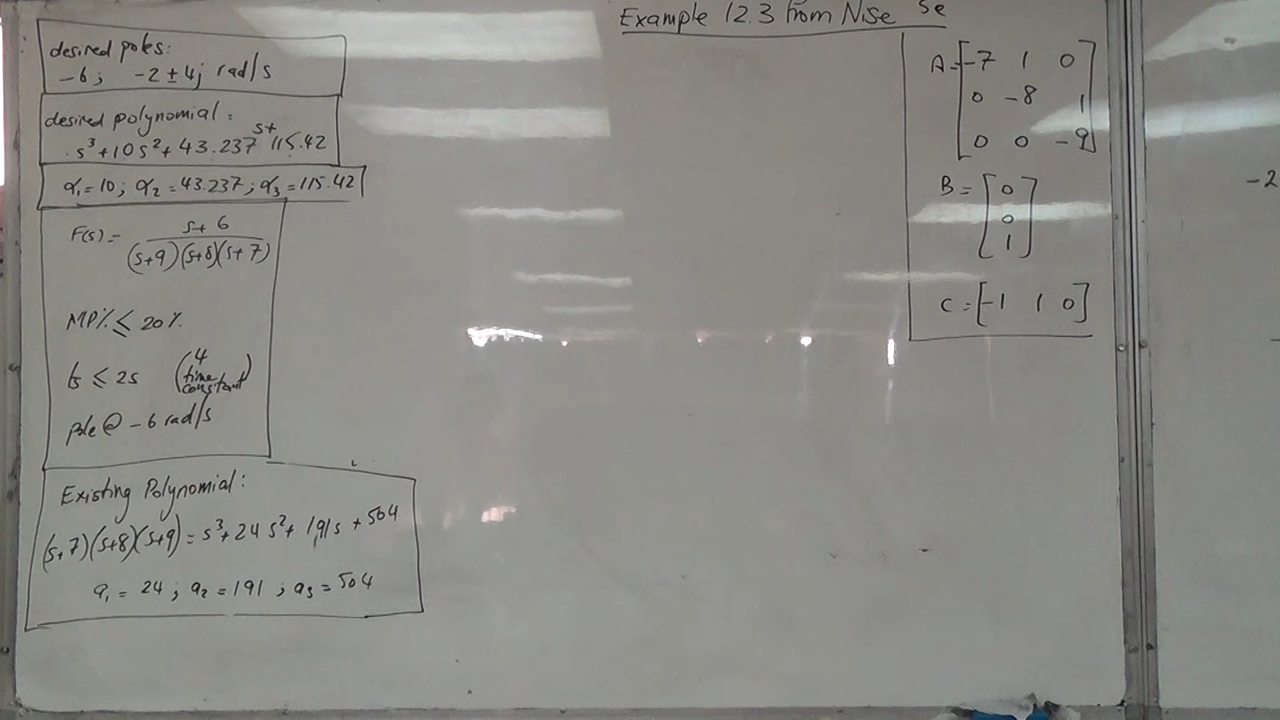 Example 12.3 from Nise Se
desired poles:
-6; -2 ± 4j rad/s
desired polynomial:
s³+10s²+43.237s+115.42
α₁=10; α₂=43.237; α₃=115.42
F(s)= s+6
(s+9)(s+8)(s+7)
MP% ≤ 20%
ts ≤ 2s (4 time constant)
pole @ -6 rad/s
Existing Polynomial:
(s+7)(s+8)(s+9)=s³+24s²+191s+504
a₁=24; a₂=191; a₃=504
A=[-7 1 0
0 -8 1
0 0 -9]
B=[0
0
1]
C=[-1 1 0]
-2